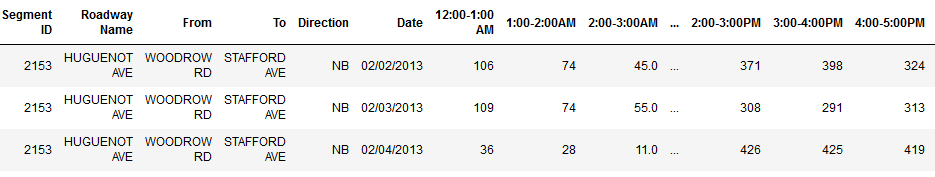 Segment ID Roadway Name From To Direction Date 12:00-1:00 AM 1:00-2:00AM 2:00-3:00AM ... 2:00-3:00PM 3:00-4:00PM 4:00-5:00PM
2153 HUGUENOT AVE WOODROW RD STAFFORD AVE NB 02/02/2013 106 74 45.0 ... 371 398 324
2153 HUGUENOT AVE WOODROW RD STAFFORD AVE NB 02/03/2013 109 74 55.0 ... 308 291 313
2153 HUGUENOT AVE WOODROW RD STAFFORD AVE NB 02/04/2013 36 28 11.0 ... 426 425 419